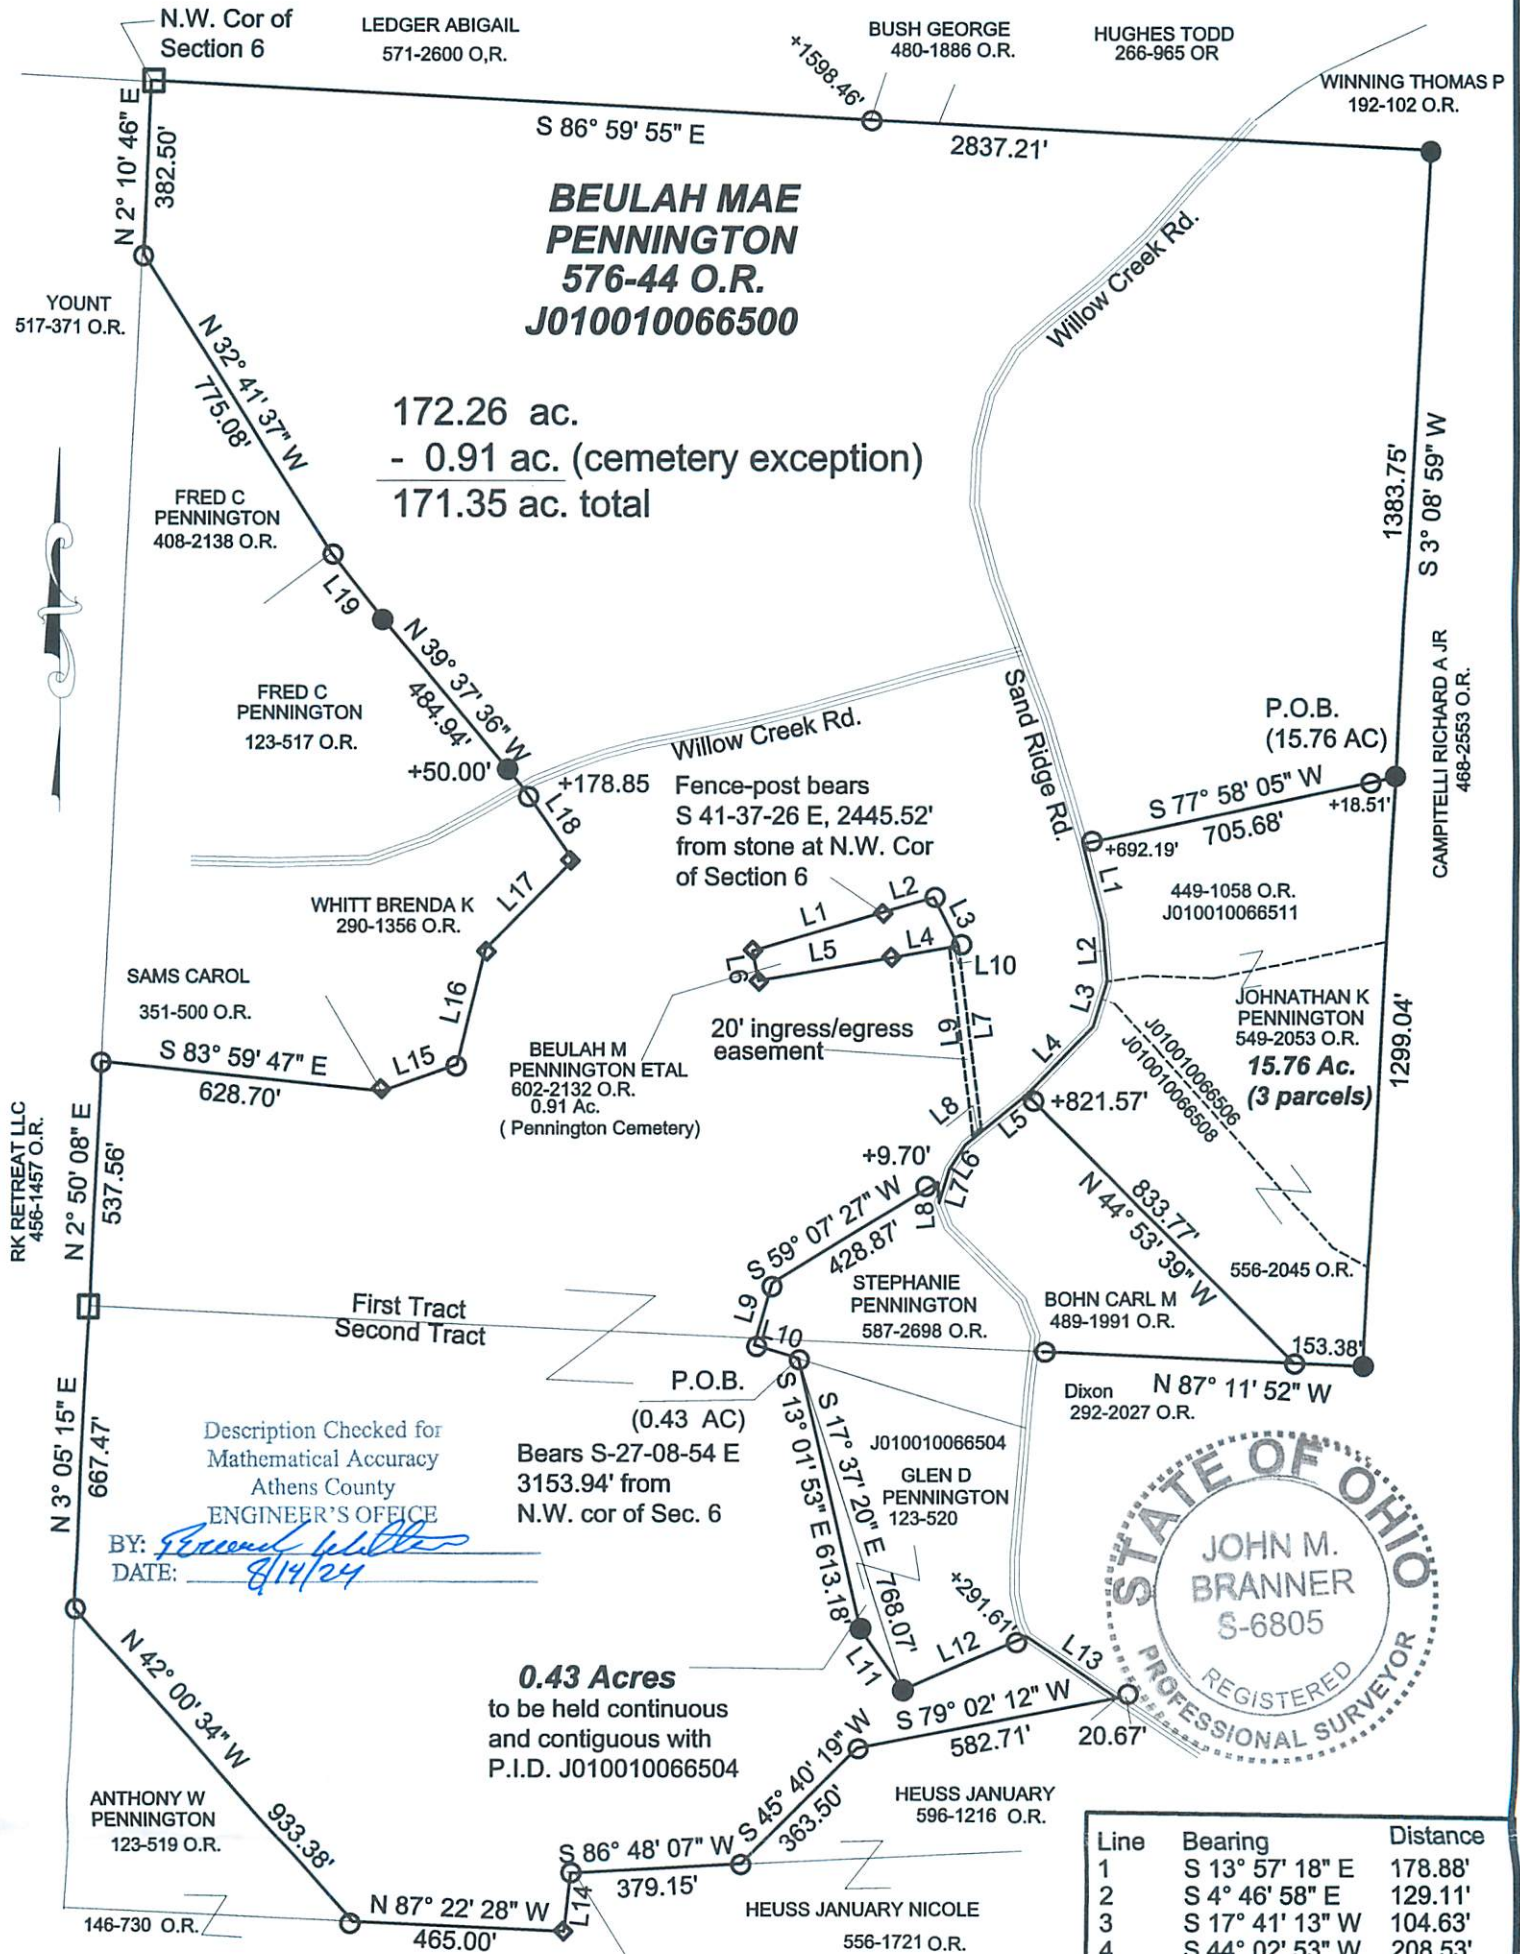 N.W. Cor of
Section 6
LEDGER ABIGAIL
571-2600 O,R.
+1598.46'
BUSH GEORGE
480-1886 O.R.
HUGHES TODD
266-965 OR
WINNING THOMAS P
192-102 O.R.
S 86° 59' 55" E
2837.21'
N 2° 10' 46" E
382.50'
BEULAH MAE
PENNINGTON
576-44 O.R.
J010010066500
Willow Creek Rd.
YOUNT
517-371 O.R.
N 32° 41' 37" W
775.08'
172.26 ac.
- 0.91 ac. (cemetery exception)
171.35 ac. total
1383.75'
S 3° 08' 59" W
FRED C
PENNINGTON
408-2138 O.R.
L19
N 39° 37' 36" W
484.94'
FRED C
PENNINGTON
123-517 O.R.
+50.00'
+178.85
L18
Willow Creek Rd.
Sand Ridge Rd.
P.O.B.
(15.76 AC)
CAMPITELLI RICHARD A JR
468-2553 O.R.
S 77° 58' 05" W
705.68'
+18.51'
+692.19'
Fence-post bears
S 41-37-26 E, 2445.52'
from stone at N.W. Cor
of Section 6
L17
WHITT BRENDA K
290-1356 O.R.
L1
L2
L3
L5
L4
L6
L10
L1
449-1058 O.R.
J010010066511
L2
L3
SAMS CAROL
351-500 O.R.
L16
L15
S 83° 59' 47" E
628.70'
BEULAH M
PENNINGTON ETAL
602-2132 O.R.
0.91 Ac.
( Pennington Cemetery)
20' ingress/egress
easement
L9
L7
L8
L4
L5
+821.57'
JOHNATHAN K
PENNINGTON
549-2053 O.R.
15.76 Ac.
(3 parcels)
J010010066506
J010010066508
1299.04'
RK RETREAT LLC
456-1457 O.R.
N 2° 50' 08" E
537.56'
+9.70'
L6
L7
L8
S 59° 07' 27" W
428.87'
833.77'
N 44° 53' 39" W
556-2045 O.R.
First Tract
Second Tract
L9
L10
STEPHANIE
PENNINGTON
587-2698 O.R.
BOHN CARL M
489-1991 O.R.
153.38'
N 87° 11' 52" W
Dixon
292-2027 O.R.
P.O.B.
(0.43 AC)
Bears S-27-08-54 E
3153.94' from
N.W. cor of Sec. 6
S 13° 01' 53" E 613.18'
S 17° 37' 20" E 768.07'
J010010066504
GLEN D
PENNINGTON
123-520
N 3° 05' 15" E
667.47'
Description Checked for
Mathematical Accuracy
Athens County
ENGINEER'S OFFICE
BY:
DATE: 8/14/24
STATE OF OHIO
JOHN M.
BRANNER
S-6805
REGISTERED
PROFESSIONAL SURVEYOR
+291.61'
L11
L12
L13
0.43 Acres
to be held continuous
and contiguous with
P.I.D. J010010066504
S 79° 02' 12" W
582.71'
20.67'
N 42° 00' 34" W
933.38'
S 45° 40' 19" W
363.50'
HEUSS JANUARY
596-1216 O.R.
ANTHONY W
PENNINGTON
123-519 O.R.
S 86° 48' 07" W
379.15'
L14
N 87° 22' 28" W
465.00'
146-730 O.R.
HEUSS JANUARY NICOLE
556-1721 O.R.
Line Bearing Distance
1 S 13° 57' 18" E 178.88'
2 S 4° 46' 58" E 129.11'
3 S 17° 41' 13" W 104.63'
4 S 44° 02' 53" W 208.53'